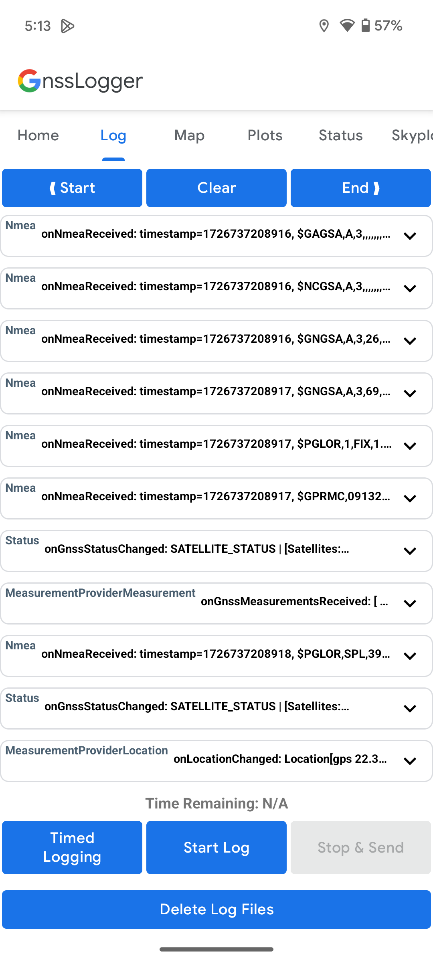 5:13
57%
GnssLogger
Home Log Map Plots Status Skyplo
⟪ Start Clear End ⟫
Nmea
onNmeaReceived: timestamp=1726737208916, $GAGSA,A,3,,,,,,,...
Nmea
onNmeaReceived: timestamp=1726737208916, $NCGSA,A,3,,,,,,,...
Nmea
onNmeaReceived: timestamp=1726737208916, $GNGSA,A,3,26,...
Nmea
onNmeaReceived: timestamp=1726737208917, $GNGSA,A,3,69,...
Nmea
onNmeaReceived: timestamp=1726737208917, $PGLOR,1,FIX,1....
Nmea
onNmeaReceived: timestamp=1726737208917, $GPRMC,09132...
Status
onGnssStatusChanged: SATELLITE_STATUS | [Satellites:...
MeasurementProviderMeasurement
onGnssMeasurementsReceived: [ ...
Nmea
onNmeaReceived: timestamp=1726737208918, $PGLOR,SPL,39...
Status
onGnssStatusChanged: SATELLITE_STATUS | [Satellites:...
MeasurementProviderLocation
onLocationChanged: Location[gps 22.3...
Time Remaining: N/A
Timed
Logging
Start Log
Stop & Send
Delete Log Files